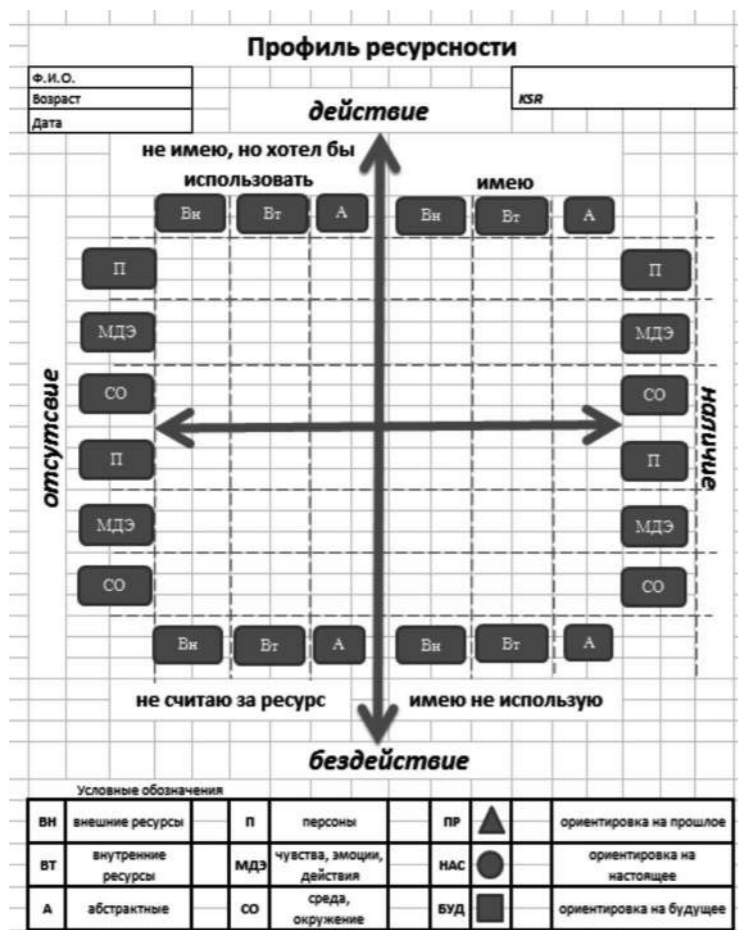 Профиль ресурсности
Ф.И.О.
Возраст
Дата
KSR
действие
не имею, но хотел бы
использовать
имею
Вн Вт А Вн Вт А
П П
МДЭ МДЭ
СО СО
отсутсвие
наличие
П П
МДЭ МДЭ
СО СО
Вн Вт А Вн Вт А
не считаю за ресурс имею не использую
бездействие
Условные обозначения
ВН внешние ресурсы П персоны ПР ориентировка на прошлое
ВТ внутренние ресурсы МДЭ чувства, эмоции, действия НАС ориентировка на настоящее
А абстрактные СО среда, окружение БУД ориентировка на будущее